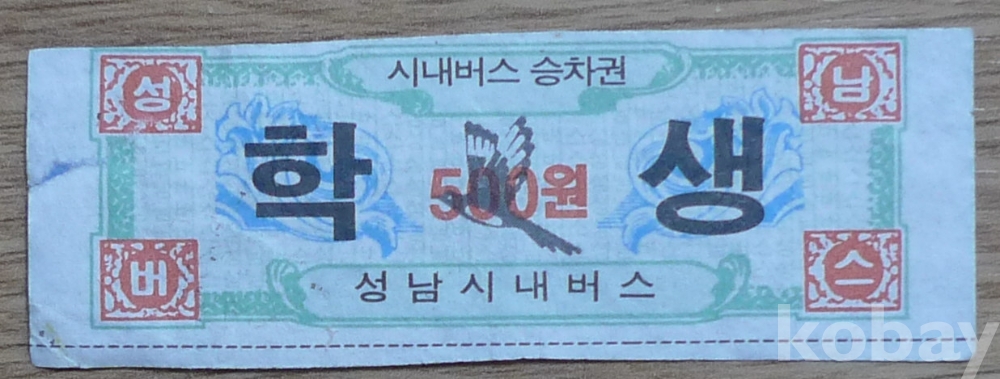 시내버스 승차권
성 남
학 500원 생
버 스
성남시내버스
kobay